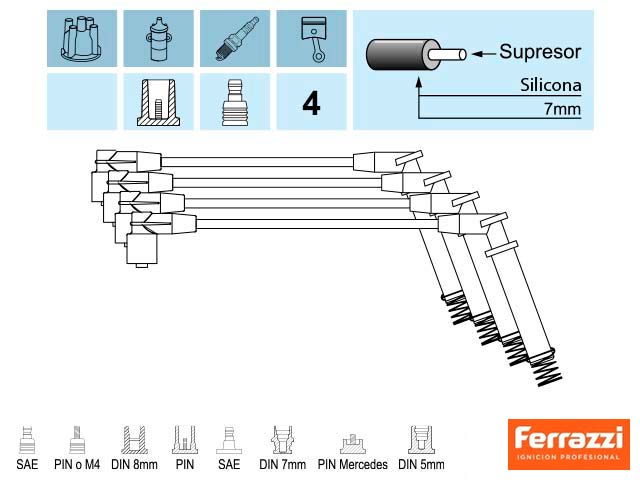 Supresor
Silicona
7mm
4
SAE PIN o M4 DIN 8mm PIN SAE DIN 7mm PIN Mercedes DIN 5mm
Ferrazzi
IGNICION PROFESIONAL